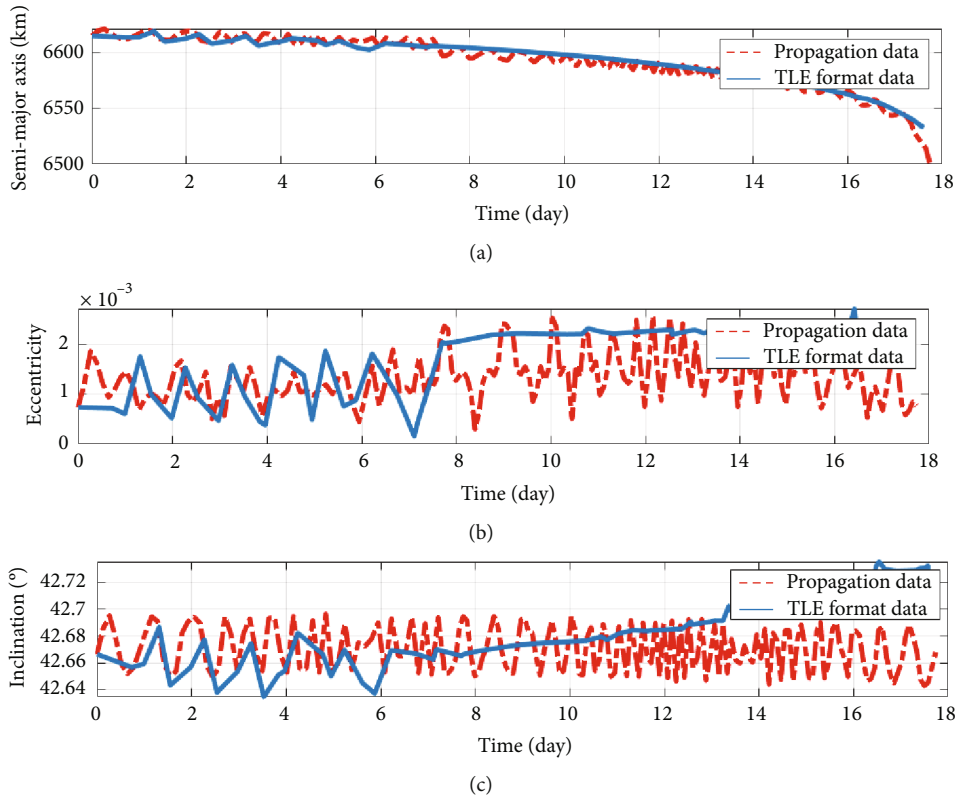 6600
6550
6500
Semi-major axis (km)
Propagation data
TLE format data
0 2 4 6 8 10 12 14 16 18
Time (day)
(a)
× 10⁻³
2
1
0
Eccentricity
Propagation data
TLE format data
0 2 4 6 8 10 12 14 16 18
Time (day)
(b)
42.72
42.7
42.68
42.66
42.64
Inclination (°)
Propagation data
TLE format data
0 2 4 6 8 10 12 14 16 18
Time (day)
(c)